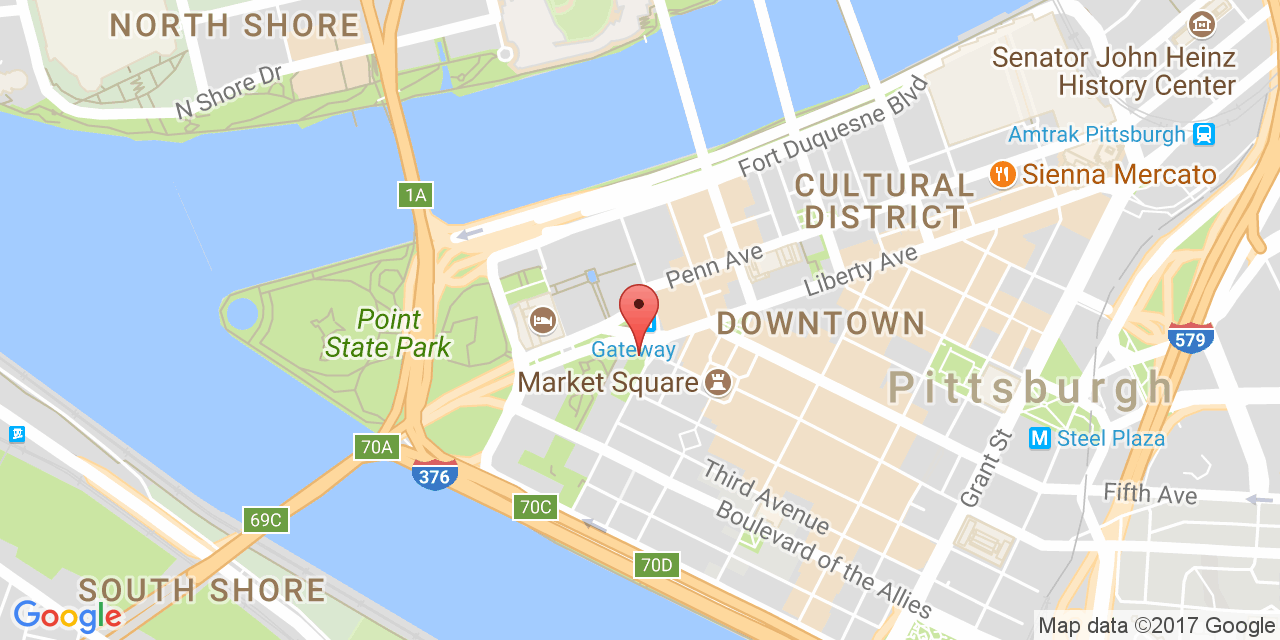 NORTH SHORE
N Shore Dr
Senator John Heinz
History Center
Fort Duquesne Blvd
Amtrak Pittsburgh
Sienna Mercato
1A
CULTURAL
DISTRICT
Penn Ave
Liberty Ave
Point
State Park
DOWNTOWN
579
Gateway
Market Square
Pittsburgh
70A
M Steel Plaza
376
Grant St
Third Avenue
Fifth Ave
70C
69C
Boulevard of the Allies
70D
SOUTH SHORE
Google
Map data ©2017 Google